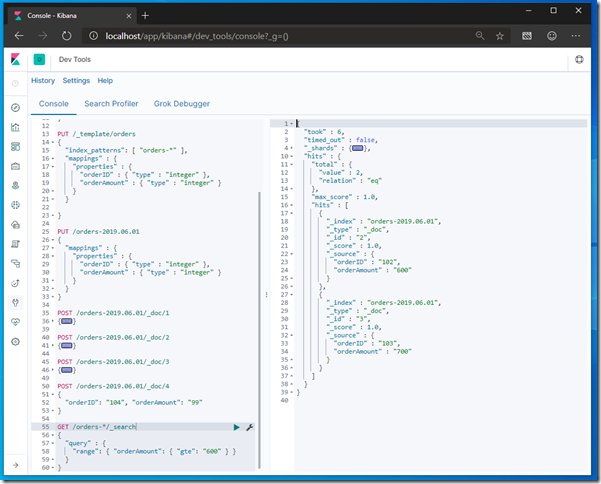 Console - Kibana
localhost/app/kibana#/dev_tools/console?_g=()
D
Dev Tools
History Settings Help
Console Search Profiler Grok Debugger
12
13 PUT /_template/orders
14 {
15 "index_patterns": [ "orders-*" ],
16 "mappings" : {
17 "properties" : {
18 "orderID" : { "type" : "integer" },
19 "orderAmount" : { "type" : "integer" }
20 }
21 }
22
23 }
24
25 PUT /orders-2019.06.01
26 {
27 "mappings" : {
28 "properties" : {
29 "orderID" : { "type" : "integer" },
30 "orderAmount" : { "type" : "integer" }
31 }
32 }
33 }
34
35 POST /orders-2019.06.01/_doc/1
36 { }
39
40 POST /orders-2019.06.01/_doc/2
41 { }
44
45 POST /orders-2019.06.01/_doc/3
46 { }
49
50 POST /orders-2019.06.01/_doc/4
51 {
52 "orderID": "104", "orderAmount": "99"
53 }
54
55 GET /orders-*/_search
56 {
57 "query" : {
58 "range": { "orderAmount": { "gte": "600" } }
59 }
60 }
1 {
2 "took" : 6,
3 "timed_out" : false,
4 "_shards" : { },
10 "hits" : {
11 "total" : {
12 "value" : 2,
13 "relation" : "eq"
14 },
15 "max_score" : 1.0,
16 "hits" : [
17 {
18 "_index" : "orders-2019.06.01",
19 "_type" : "_doc",
20 "_id" : "2",
21 "_score" : 1.0,
22 "_source" : {
23 "orderID" : "102",
24 "orderAmount" : "600"
25 }
26 },
27 {
28 "_index" : "orders-2019.06.01",
29 "_type" : "_doc",
30 "_id" : "3",
31 "_score" : 1.0,
32 "_source" : {
33 "orderID" : "103",
34 "orderAmount" : "700"
35 }
36 }
37 ]
38 }
39 }
40